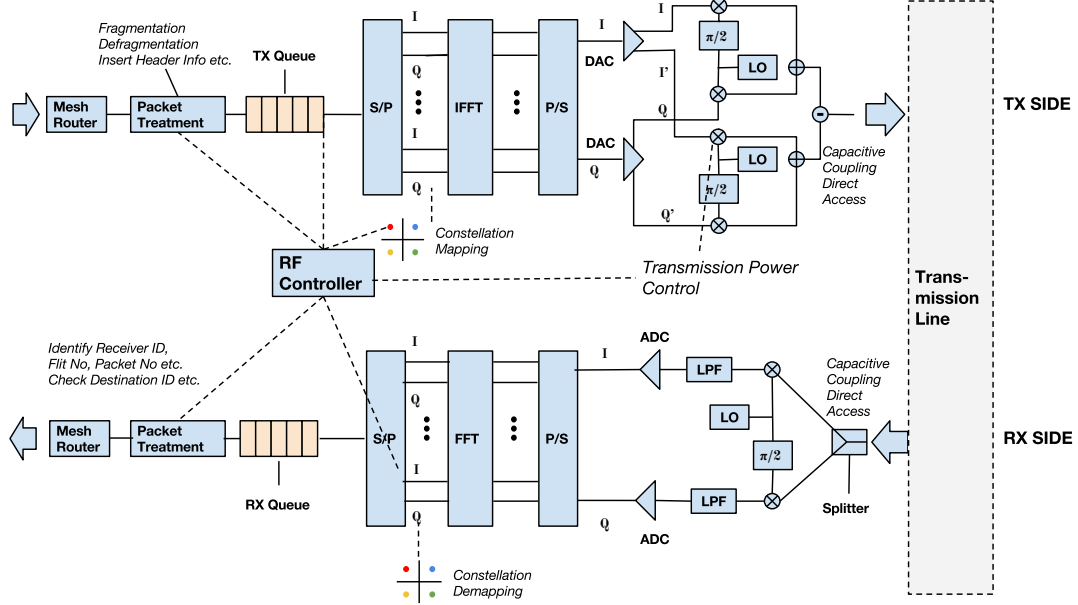 Fragmentation
Defragmentation
Insert Header Info etc.
TX Queue
Mesh
Router
Packet
Treatment
S/P
I
Q
I
Q
IFFT
P/S
I
DAC
DAC
Q
I
I'
Q
Q'
π/2
LO
LO
π/2
Capacitive
Coupling
Direct
Access
TX SIDE
Constellation
Mapping
RF
Controller
Transmission Power
Control
Trans-
mission
Line
Identify Receiver ID,
Flit No, Packet No etc.
Check Destination ID etc.
Mesh
Router
Packet
Treatment
RX Queue
S/P
I
Q
I
Q
FFT
P/S
I
Q
ADC
ADC
LPF
LO
π/2
LPF
Capacitive
Coupling
Direct
Access
Splitter
RX SIDE
Constellation
Demapping